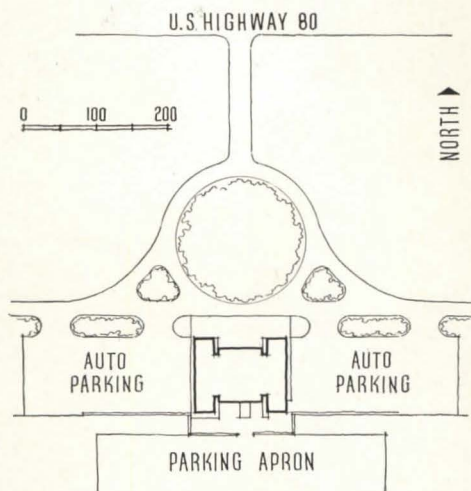 U.S. HIGHWAY 80
0 100 200
NORTH
AUTO
PARKING
AUTO
PARKING
PARKING APRON